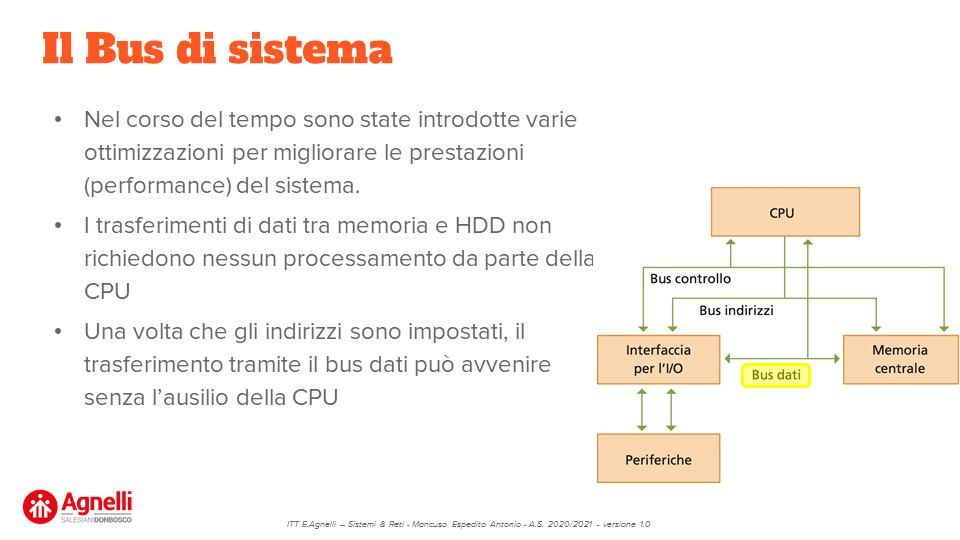 Il Bus di sistema
• Nel corso del tempo sono state introdotte varie
ottimizzazioni per migliorare le prestazioni
(performance) del sistema.
• I trasferimenti di dati tra memoria e HDD non
richiedono nessun processamento da parte della
CPU
• Una volta che gli indirizzi sono impostati, il
trasferimento tramite il bus dati può avvenire
senza l'ausilio della CPU
CPU
Bus controllo
Bus indirizzi
Interfaccia
per l'I/O
Memoria
centrale
Bus dati
Periferiche
Agnelli
SALESIANI DONBOSCO
ITT E.Agnelli – Sistemi & Reti - Mancuso Espedito Antonio - A.S. 2020/2021 - versione 1.0